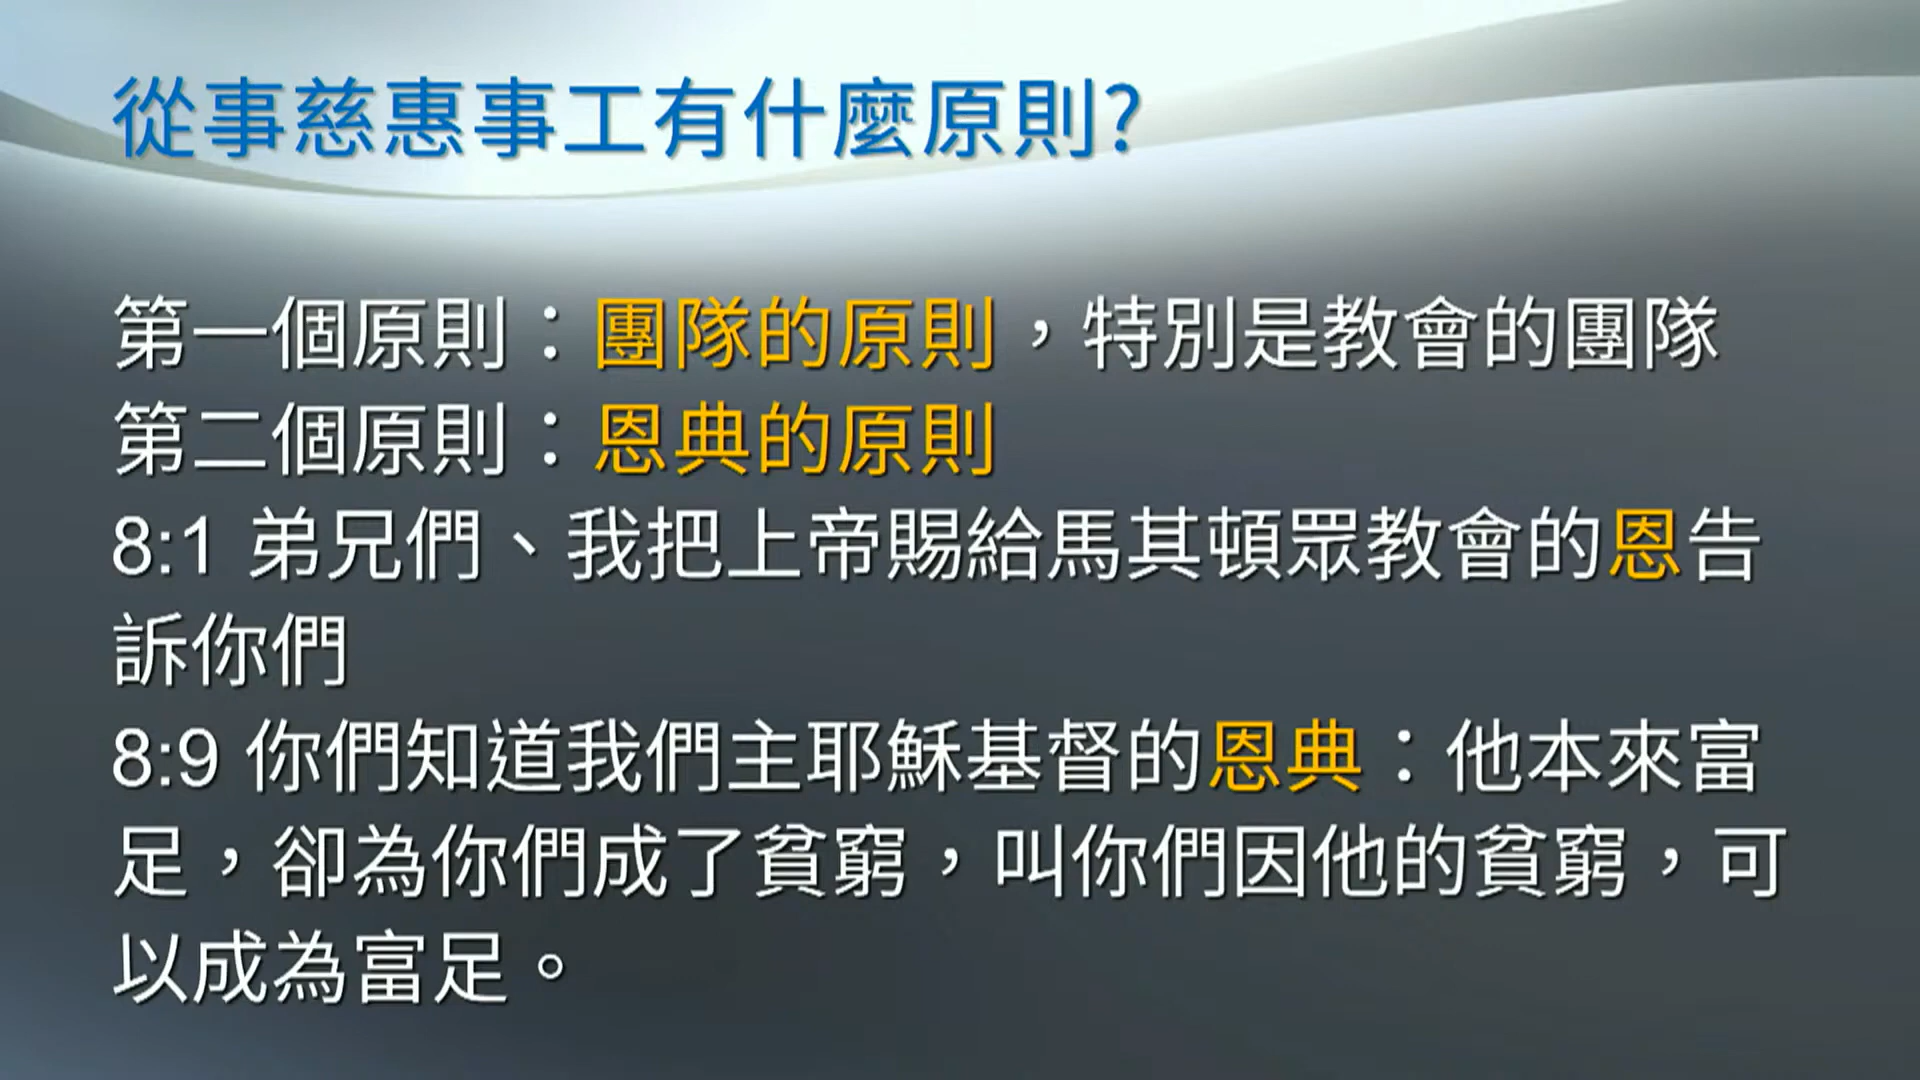 從事慈惠事工有什麼原則?
第一個原則：團隊的原則，特別是教會的團隊
第二個原則：恩典的原則
8:1 弟兄們、我把上帝賜給馬其頓眾教會的恩告
訴你們
8:9 你們知道我們主耶穌基督的恩典：他本來富
足，卻為你們成了貧窮，叫你們因他的貧窮，可
以成為富足。